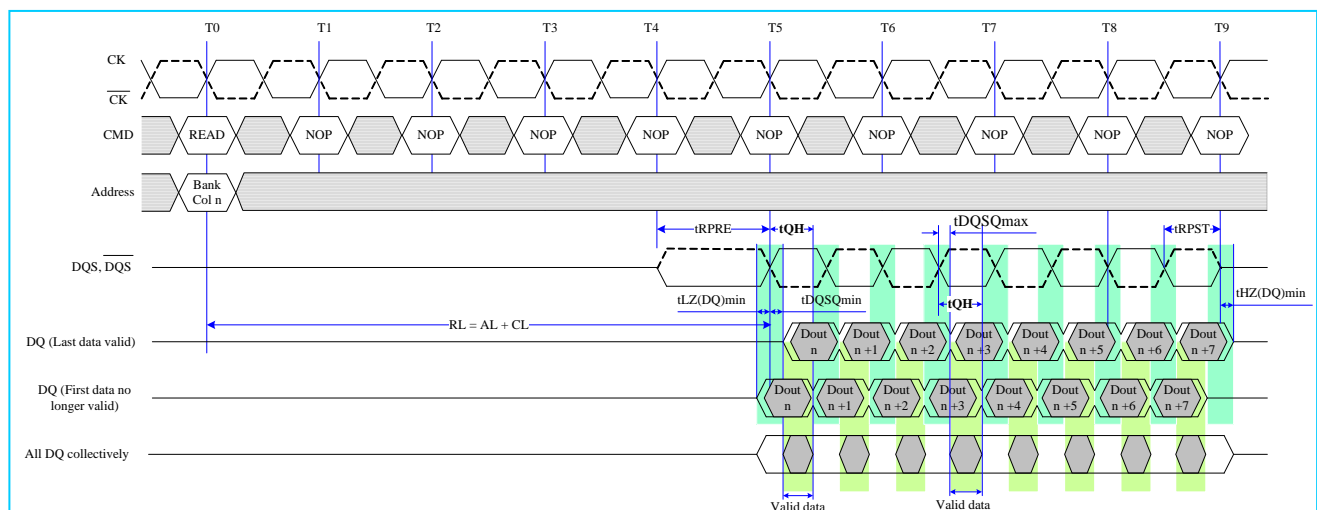 T0 T1 T2 T3 T4 T5 T6 T7 T8 T9
CK
CK
CMD READ NOP NOP NOP NOP NOP NOP NOP NOP NOP
Address
Bank
Col n
tRPRE tQH tDQSQmax tRPST
DQS, DQS
tLZ(DQ)min tDQSQmin tQH tHZ(DQ)min
RL = AL + CL
DQ (Last data valid)
Dout Dout Dout Dout Dout Dout Dout Dout
n n +1 n +2 n +3 n +4 n +5 n +6 n +7
DQ (First data no
longer valid)
Dout Dout Dout Dout Dout Dout Dout Dout
n n +1 n +2 n +3 n +4 n +5 n +6 n +7
All DQ collectively
Valid data Valid data